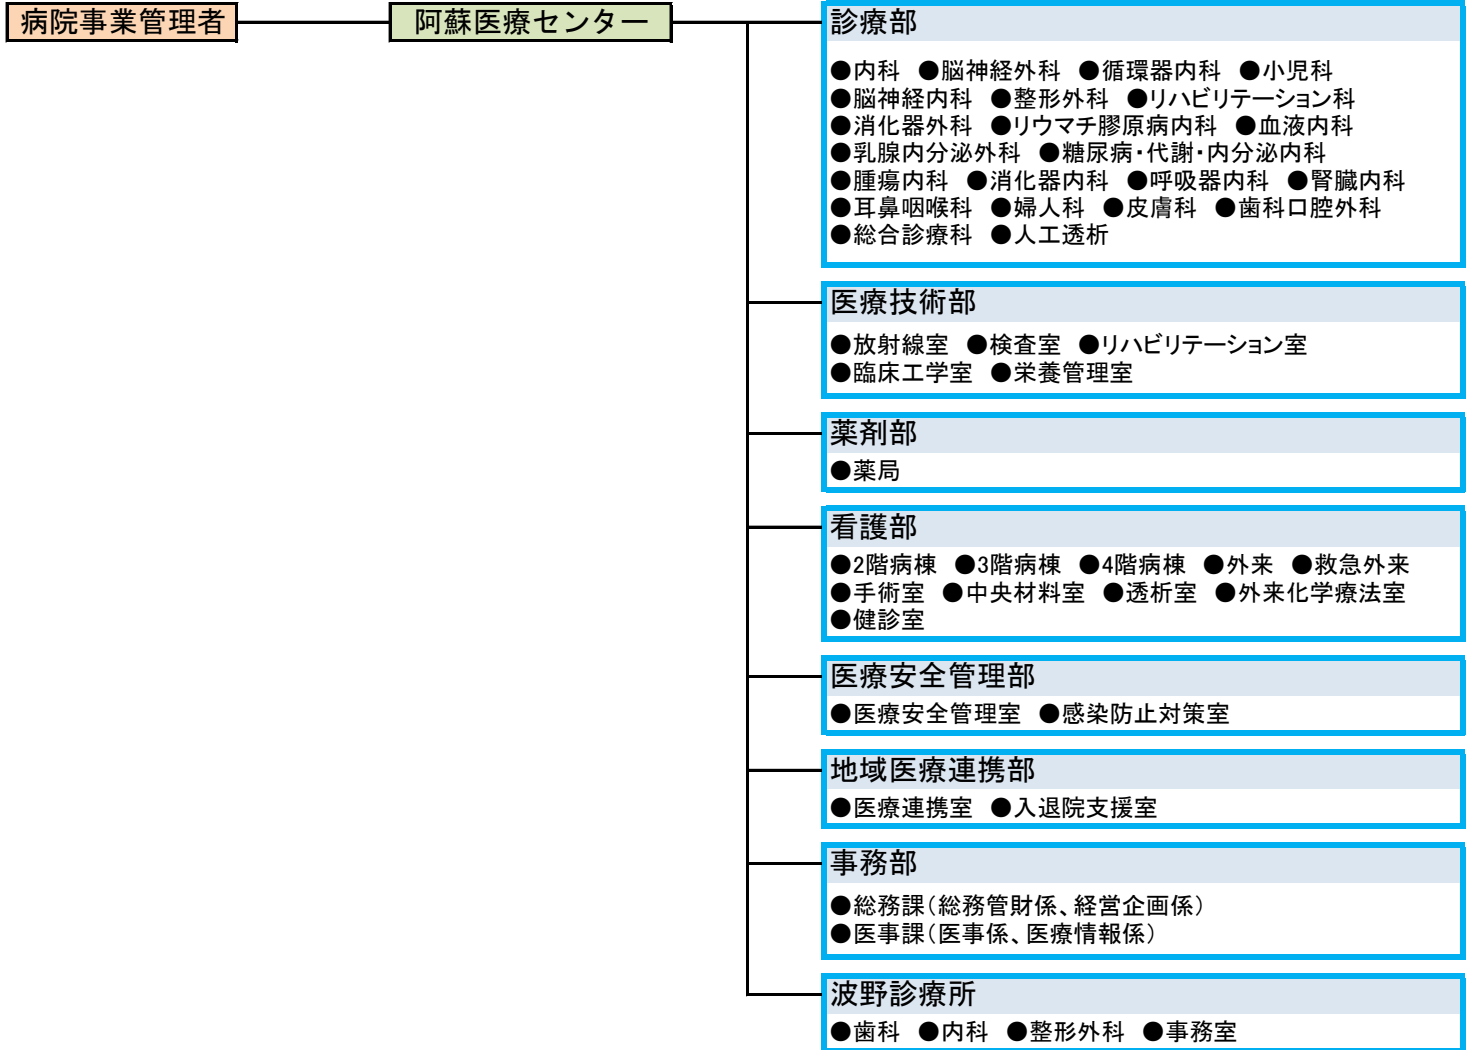 病院事業管理者
阿蘇医療センター
診療部
●内科　●脳神経外科　●循環器内科　●小児科
●脳神経内科　●整形外科　●リハビリテーション科
●消化器外科　●リウマチ膠原病内科　●血液内科
●乳腺内分泌外科　●糖尿病・代謝・内分泌内科
●腫瘍内科　●消化器内科　●呼吸器内科　●腎臓内科
●耳鼻咽喉科　●婦人科　●皮膚科　●歯科口腔外科
●総合診療科　●人工透析
医療技術部
●放射線室　●検査室　●リハビリテーション室
●臨床工学室　●栄養管理室
薬剤部
●薬局
看護部
●2階病棟　●3階病棟　●4階病棟　●外来　●救急外来
●手術室　●中央材料室　●透析室　●外来化学療法室
●健診室
医療安全管理部
●医療安全管理室　●感染防止対策室
地域医療連携部
●医療連携室　●入退院支援室
事務部
●総務課（総務管財係、経営企画係）
●医事課（医事係、医療情報係）
波野診療所
●歯科　●内科　●整形外科　●事務室